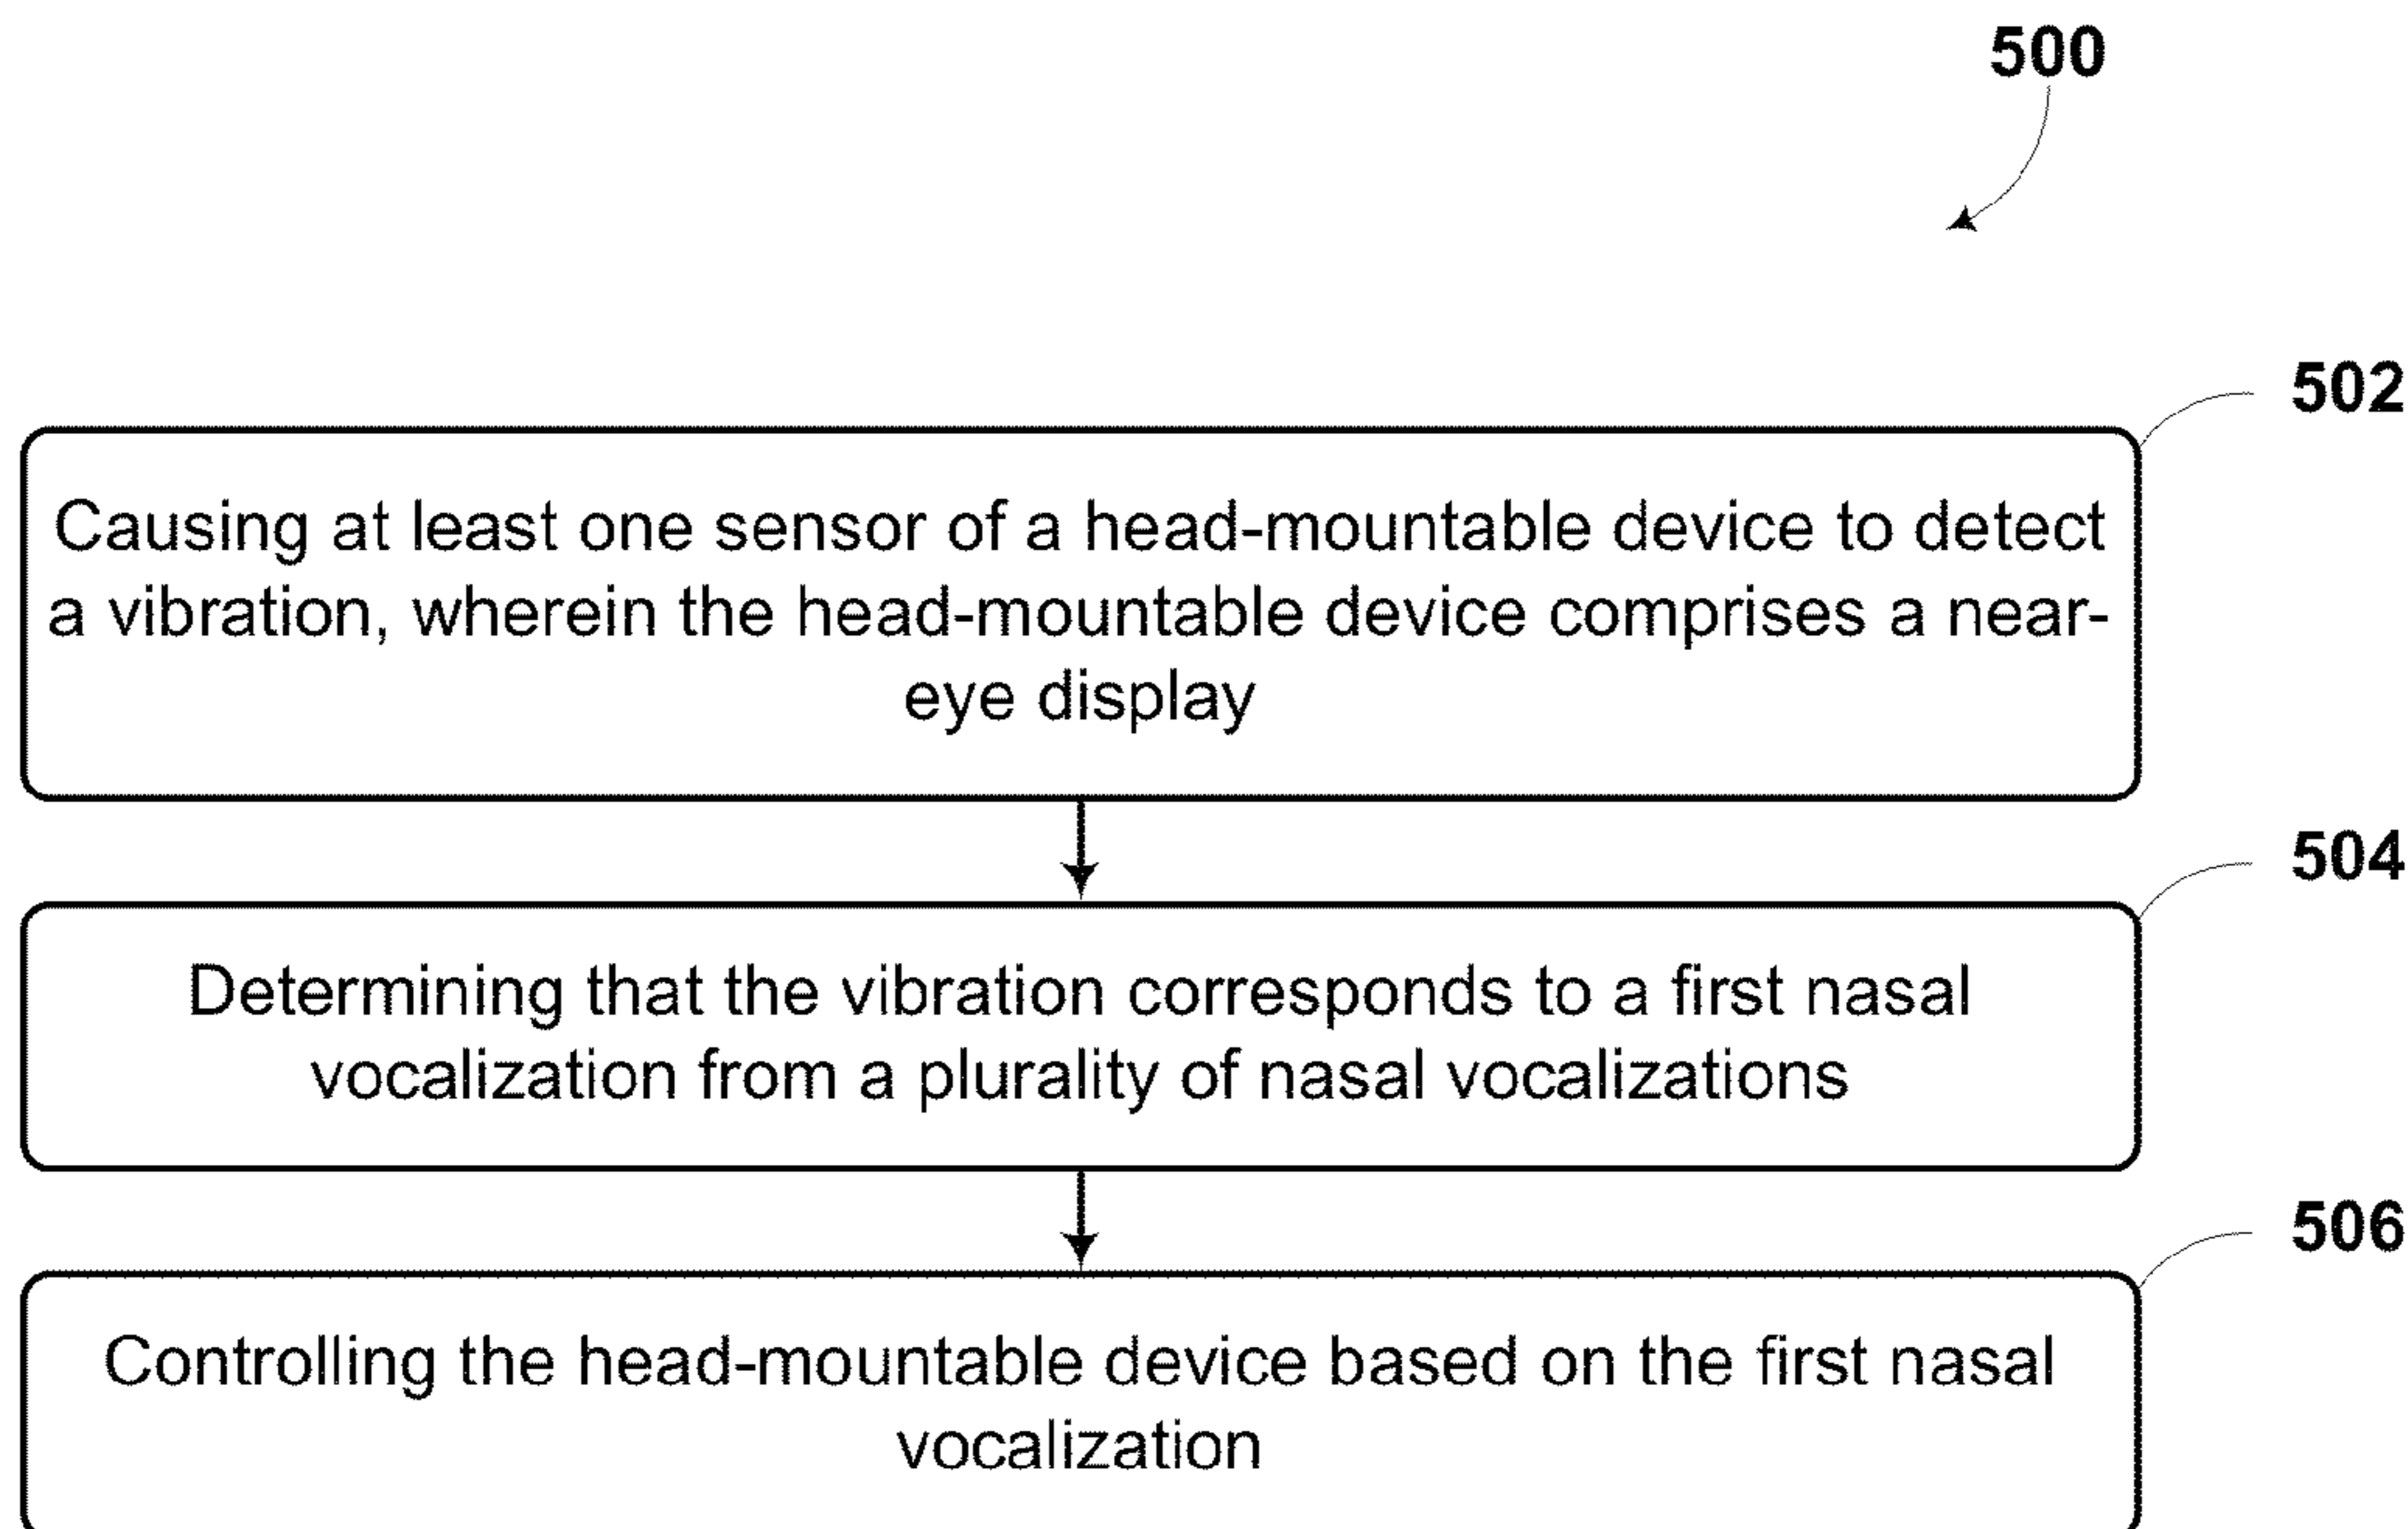 500
502
Causing at least one sensor of a head-mountable device to detect
a vibration, wherein the head-mountable device comprises a near-
eye display
504
Determining that the vibration corresponds to a first nasal
vocalization from a plurality of nasal vocalizations
506
Controlling the head-mountable device based on the first nasal
vocalization